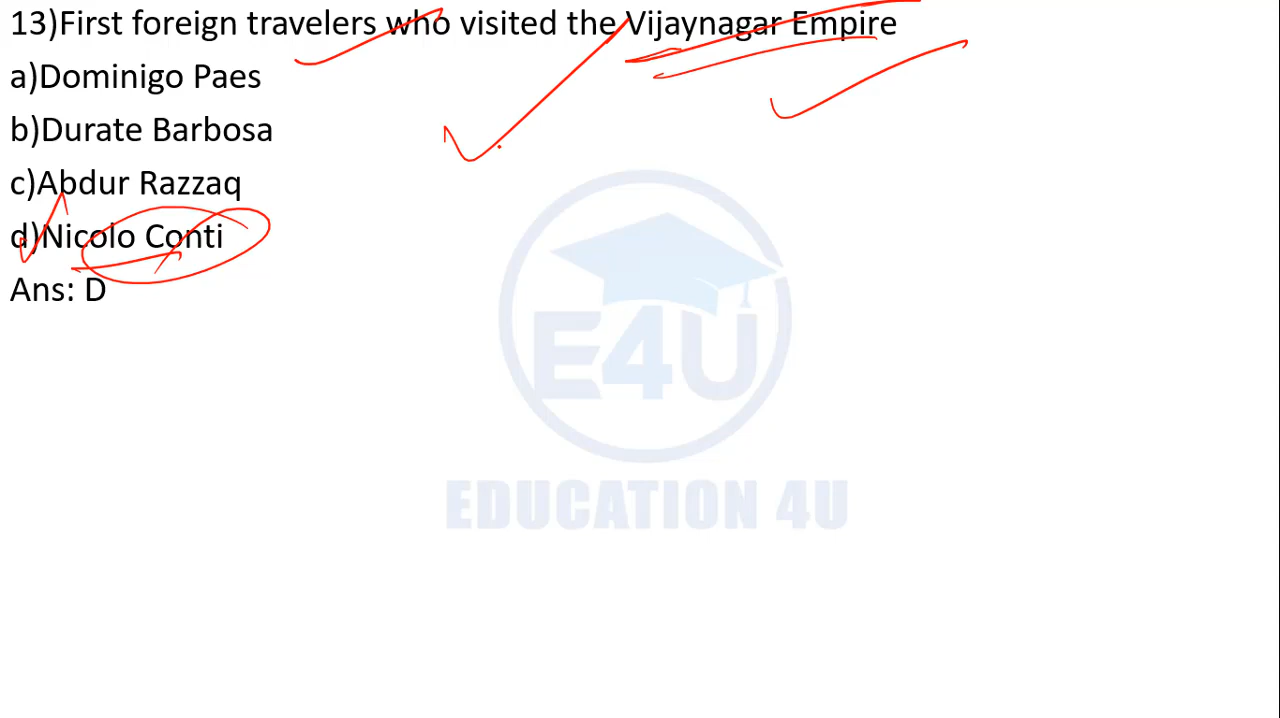 13)First foreign travelers who visited the Vijaynagar Empire
a)Dominigo Paes
b)Durate Barbosa
c)Abdur Razzaq
d)Nicolo Conti
Ans: D
E4U
EDUCATION 4U